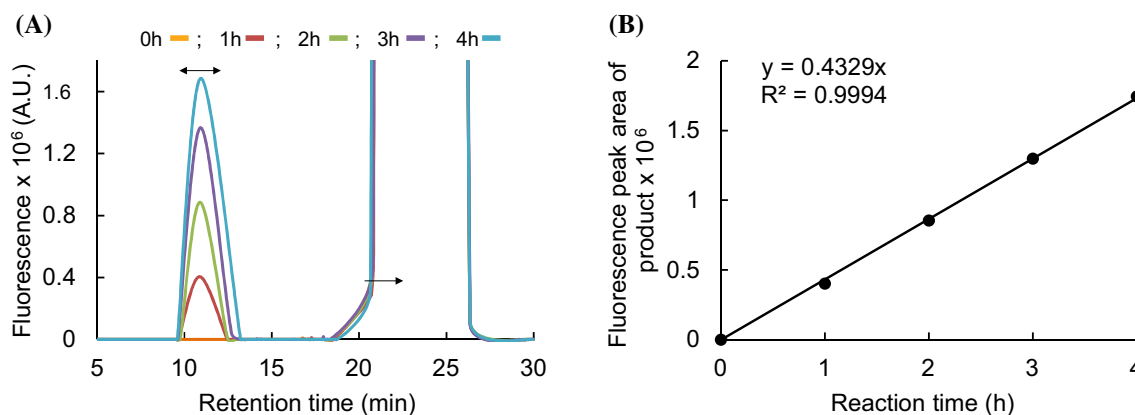 (A)
0h ; 1h ; 2h ; 3h ; 4h
Fluorescence x 10⁶ (A.U.)
1.6
1.2
0.8
0.4
0
5 10 15 20 25 30
Retention time (min)
(B)
y = 0.4329x
R² = 0.9994
Fluorescence peak area of
product x 10⁶
2
1.5
1
0.5
0
0 1 2 3 4
Reaction time (h)